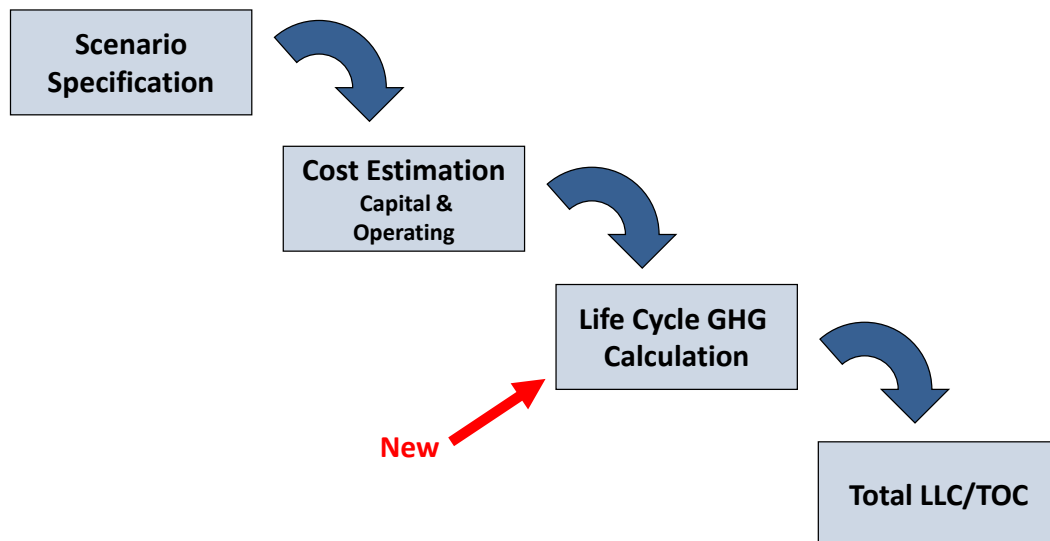 Scenario
Specification
Cost Estimation
Capital &
Operating
Life Cycle GHG
Calculation
New
Total LLC/TOC